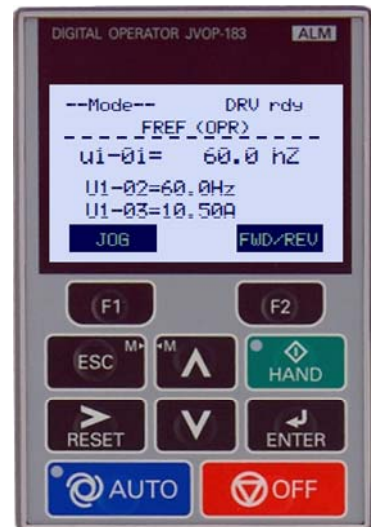 DIGITAL OPERATOR JVOP-183 ALM
--Mode-- DRV rdy
FREF (OPR)
U1-01= 60.0 hZ
U1-02=60.0Hz
U1-03=10.50A
JOG FWD/REV
F1 F2
ESC M M HAND
RESET ENTER
AUTO OFF